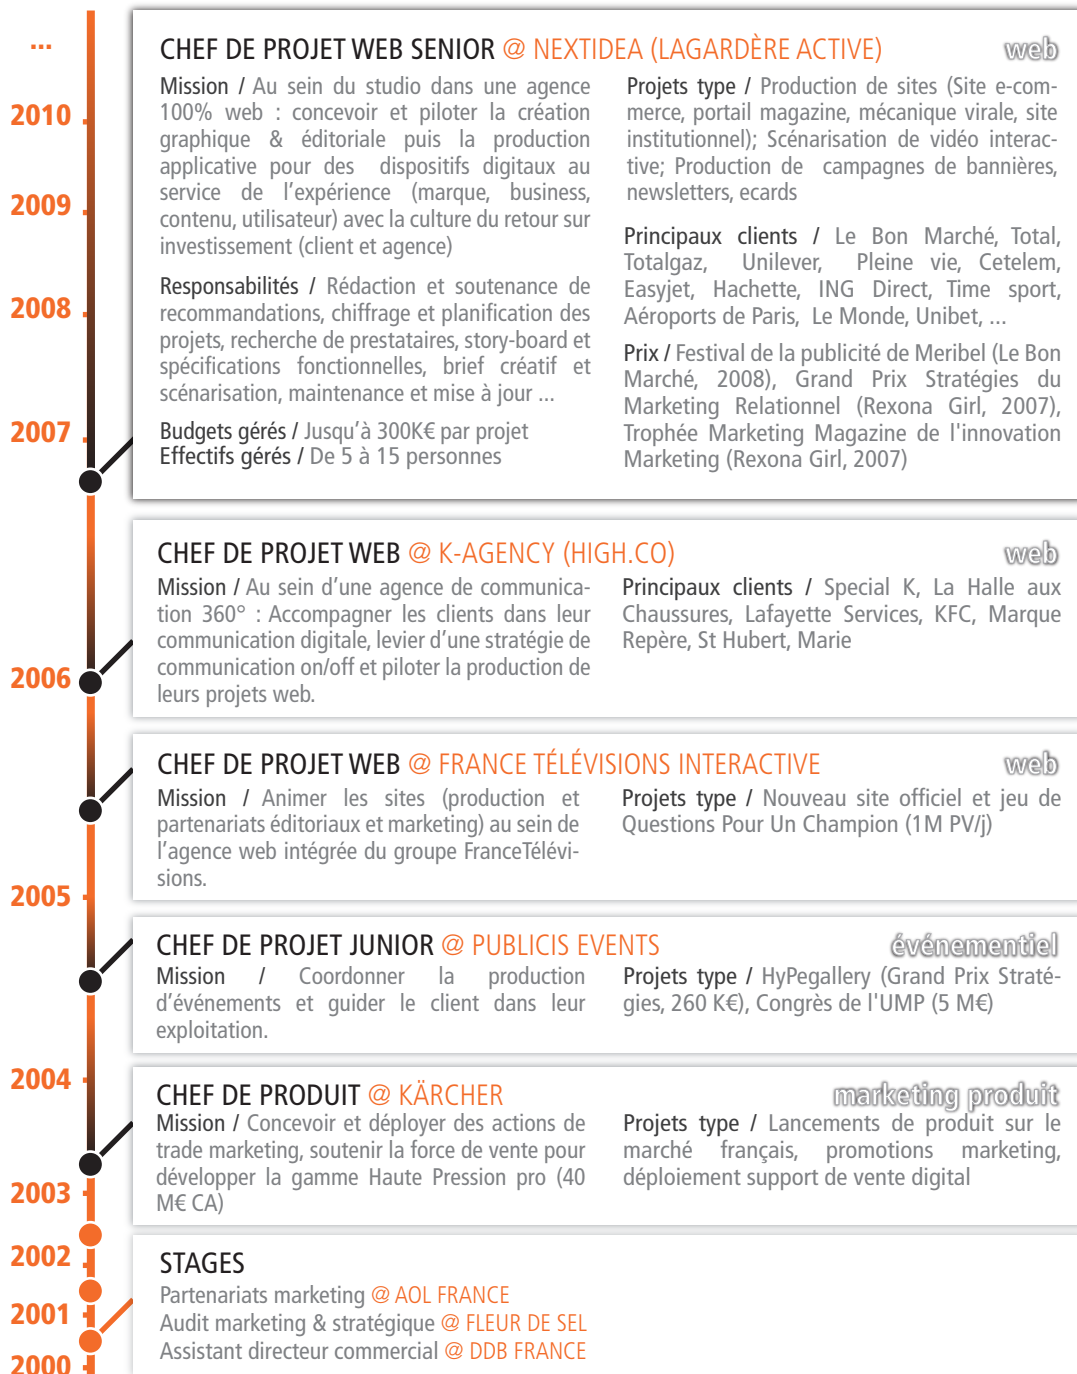 ...
2010
2009
2008
2007
2006
2005
2004
2003
2002
2001
2000
CHEF DE PROJET WEB SENIOR @ NEXTIDEA (LAGARDÈRE ACTIVE)
web
Mission / Au sein du studio dans une agence
100% web : concevoir et piloter la création
graphique & éditoriale puis la production
applicative pour des dispositifs digitaux au
service de l’expérience (marque, business,
contenu, utilisateur) avec la culture du retour sur
investissement (client et agence)
Responsabilités / Rédaction et soutenance de
recommandations, chiffrage et planification des
projets, recherche de prestataires, story-board et
spécifications fonctionnelles, brief créatif et
scénarisation, maintenance et mise à jour ...
Budgets gérés / Jusqu’à 300K€ par projet
Effectifs gérés / De 5 à 15 personnes
Projets type / Production de sites (Site e-com-
merce, portail magazine, mécanique virale, site
institutionnel); Scénarisation de vidéo interac-
tive; Production de campagnes de bannières,
newsletters, ecards
Principaux clients / Le Bon Marché, Total,
Totalgaz, Unilever, Pleine vie, Cetelem,
Easyjet, Hachette, ING Direct, Time sport,
Aéroports de Paris, Le Monde, Unibet, ...
Prix / Festival de la publicité de Meribel (Le Bon
Marché, 2008), Grand Prix Stratégies du
Marketing Relationnel (Rexona Girl, 2007),
Trophée Marketing Magazine de l'innovation
Marketing (Rexona Girl, 2007)
CHEF DE PROJET WEB @ K-AGENCY (HIGH.CO)
web
Mission / Au sein d’une agence de communica-
tion 360° : Accompagner les clients dans leur
communication digitale, levier d’une stratégie de
communication on/off et piloter la production de
leurs projets web.
Principaux clients / Special K, La Halle aux
Chaussures, Lafayette Services, KFC, Marque
Repère, St Hubert, Marie
CHEF DE PROJET WEB @ FRANCE TÉLÉVISIONS INTERACTIVE
web
Mission / Animer les sites (production et
partenariats éditoriaux et marketing) au sein de
l’agence web intégrée du groupe FranceTélévi-
sions.
Projets type / Nouveau site officiel et jeu de
Questions Pour Un Champion (1M PV/j)
CHEF DE PROJET JUNIOR @ PUBLICIS EVENTS
événementiel
Mission / Coordonner la production
d’événements et guider le client dans leur
exploitation.
Projets type / HyPegallery (Grand Prix Straté-
gies, 260 K€), Congrès de l'UMP (5 M€)
CHEF DE PRODUIT @ KÄRCHER
marketing produit
Mission / Concevoir et déployer des actions de
trade marketing, soutenir la force de vente pour
développer la gamme Haute Pression pro (40
M€ CA)
Projets type / Lancements de produit sur le
marché français, promotions marketing,
déploiement support de vente digital
STAGES
Partenariats marketing @ AOL FRANCE
Audit marketing & stratégique @ FLEUR DE SEL
Assistant directeur commercial @ DDB FRANCE